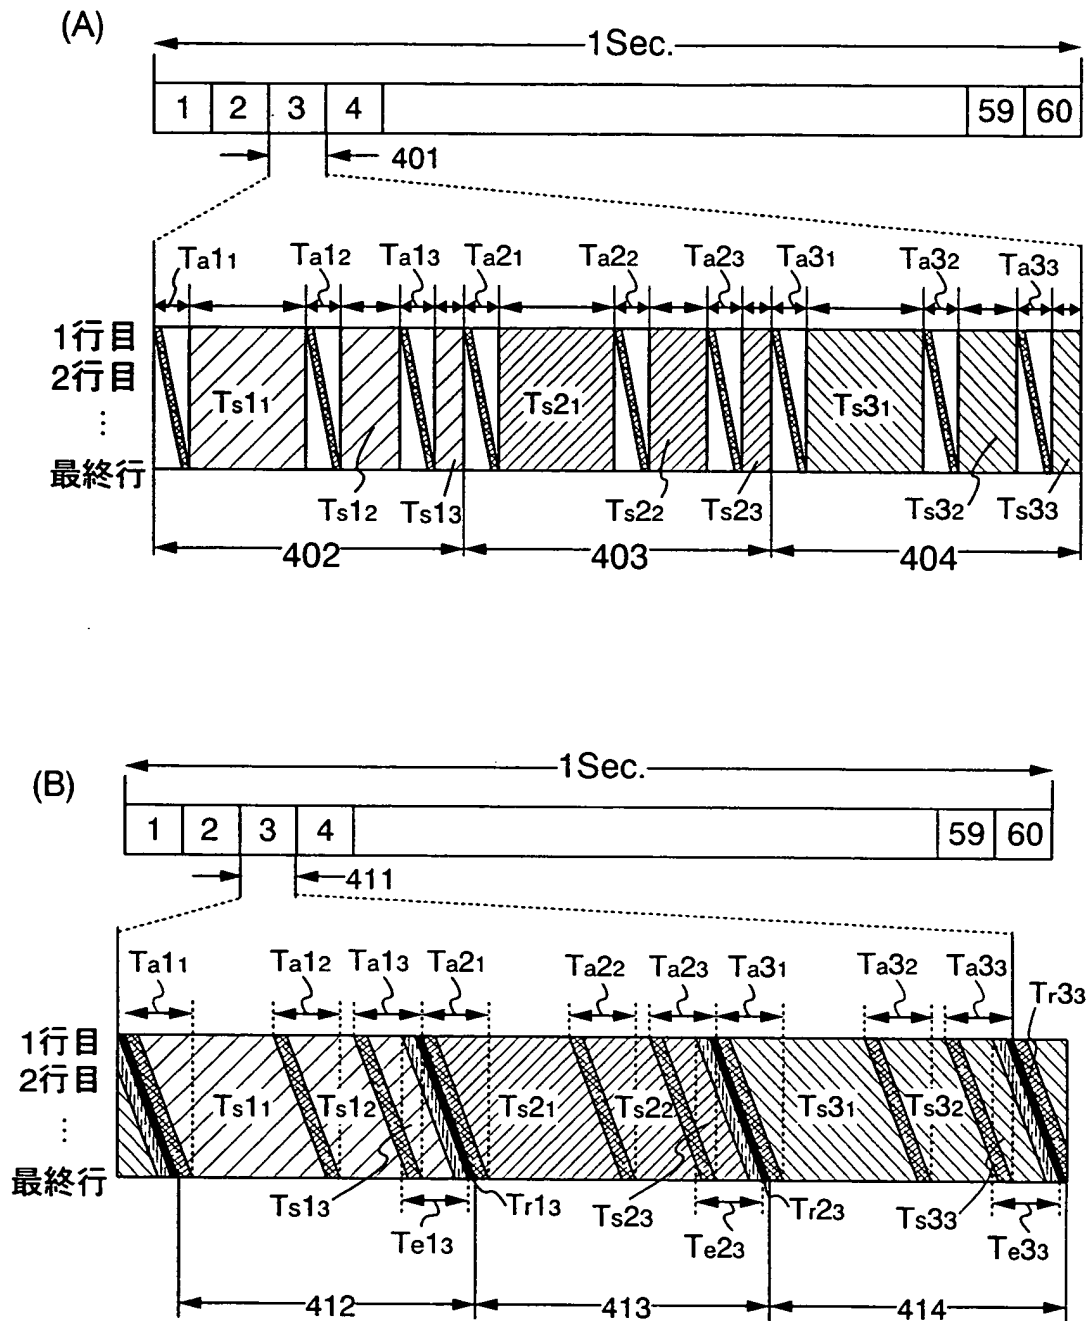 (A)
1Sec.
1 2 3 4 59 60
401
Ta11 Ta12 Ta13 Ta21 Ta22 Ta23 Ta31 Ta32 Ta33
1行目
2行目
Ts11 Ts21 Ts31
⋮
最終行
Ts12 Ts13 Ts22 Ts23 Ts32 Ts33
402 403 404
(B)
1Sec.
1 2 3 4 59 60
411
Ta11 Ta12 Ta13 Ta21 Ta22 Ta23 Ta31 Ta32 Ta33
Tr33
1行目
2行目
Ts11 Ts12 Ts21 Ts22 Ts31 Ts32
⋮
最終行
Ts13 Tr13 Ts23 Tr23 Ts33
Te13 Te23 Te33
412 413 414